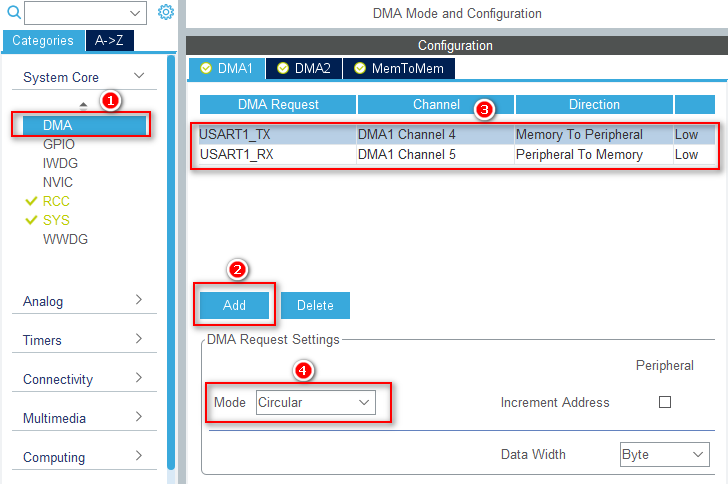 DMA Mode and Configuration
Categories A->Z
Configuration
System Core
DMA1 DMA2 MemToMem
1
DMA
GPIO
IWDG
NVIC
RCC
SYS
WWDG
Analog
Timers
Connectivity
Multimedia
Computing
DMA Request Channel Direction
3
USART1_TX DMA1 Channel 4 Memory To Peripheral Low
USART1_RX DMA1 Channel 5 Peripheral To Memory Low
2
Add Delete
DMA Request Settings
4
Peripheral
Mode Circular Increment Address
Data Width Byte